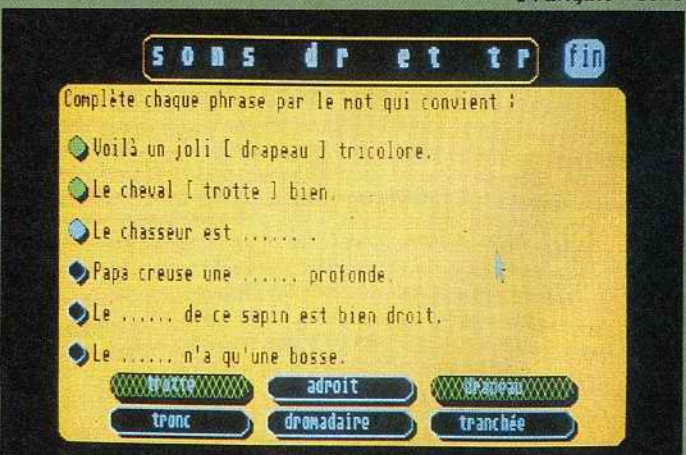 sons dr et tr fin
Complète chaque phrase par le mot qui convient :
Voilà un joli [ drapeau ] tricolore.
Le cheval [ trotte ] bien.
Le chasseur est ...... .
Papa creuse une ...... profonde.
Le ...... de ce sapin est bien droit.
Le ...... n'a qu'une bosse.
trotte adroit drapeau
tronc dromadaire tranchée